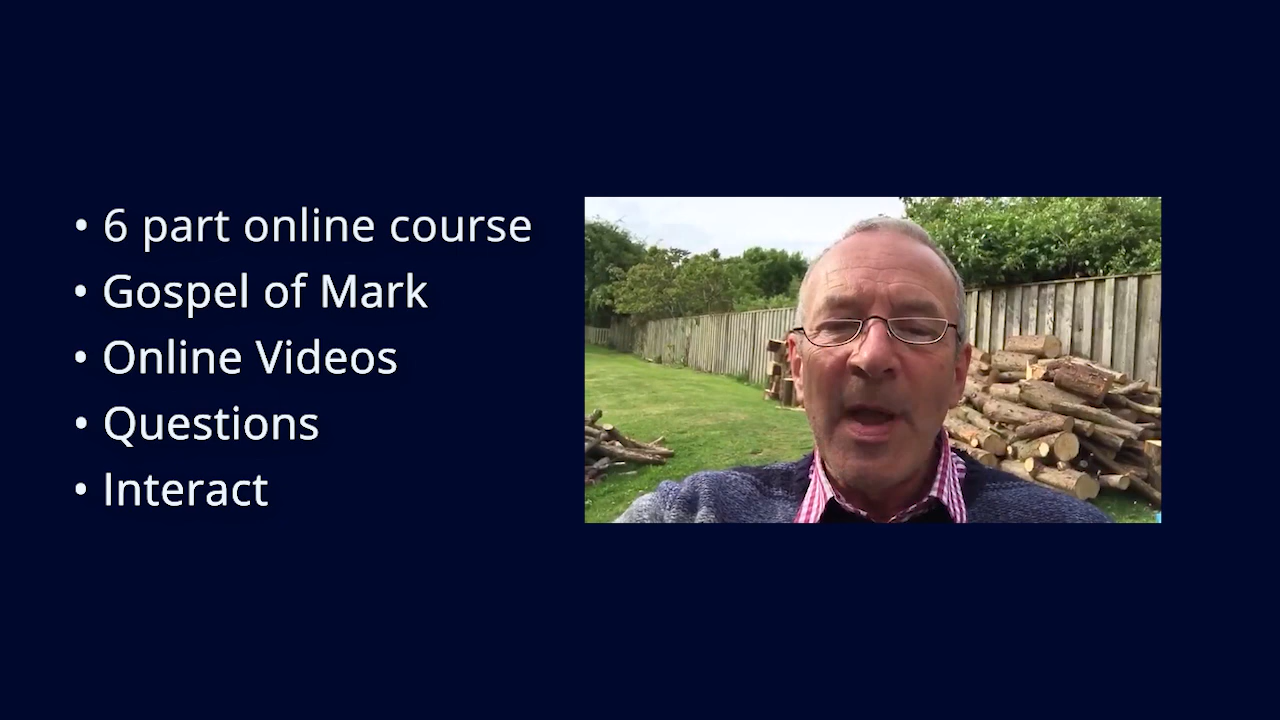 • 6 part online course
• Gospel of Mark
• Online Videos
• Questions
• Interact